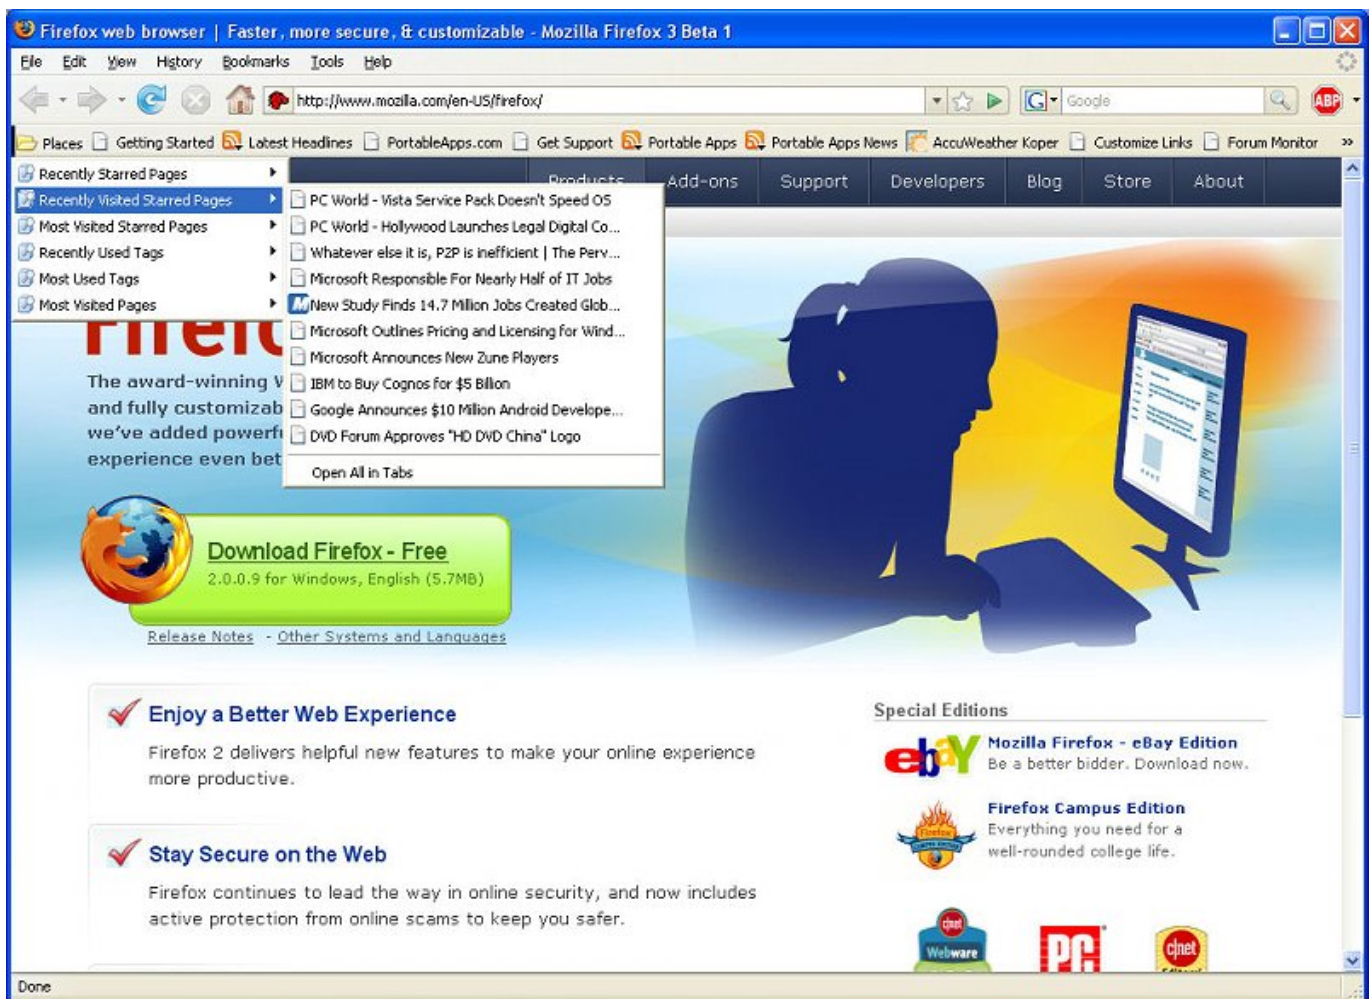 Firefox web browser | Faster, more secure, & customizable - Mozilla Firefox 3 Beta 1
File Edit View History Bookmarks Tools Help
http://www.mozilla.com/en-US/firefox/
G Google
ABP
Places Getting Started Latest Headlines PortableApps.com Get Support Portable Apps Portable Apps News AccuWeather Koper Customize Links Forum Monitor »
Products Add-ons Support Developers Blog Store About
Recently Starred Pages
Recently Visited Starred Pages
Most Visited Starred Pages
Recently Used Tags
Most Used Tags
Most Visited Pages
PC World - Vista Service Pack Doesn't Speed OS
PC World - Hollywood Launches Legal Digital Co...
Whatever else it is, P2P is inefficient | The Perv...
Microsoft Responsible For Nearly Half of IT Jobs
New Study Finds 14.7 Million Jobs Created Glob...
Microsoft Outlines Pricing and Licensing for Wind...
Microsoft Announces New Zune Players
IBM to Buy Cognos for $5 Billion
Google Announces $10 Million Android Develope...
DVD Forum Approves "HD DVD China" Logo
Open All in Tabs
The award-winning
and fully customizab
we've added powerf
experience even bet
Download Firefox - Free
2.0.0.9 for Windows, English (5.7MB)
Release Notes - Other Systems and Languages
Enjoy a Better Web Experience
Firefox 2 delivers helpful new features to make your online experience
more productive.
Stay Secure on the Web
Firefox continues to lead the way in online security, and now includes
active protection from online scams to keep you safer.
Special Editions
ebaY
Mozilla Firefox - eBay Edition
Be a better bidder. Download now.
Firefox
Firefox Campus Edition
Everything you need for a
well-rounded college life.
c|net
Webware
PC
c|net
Done